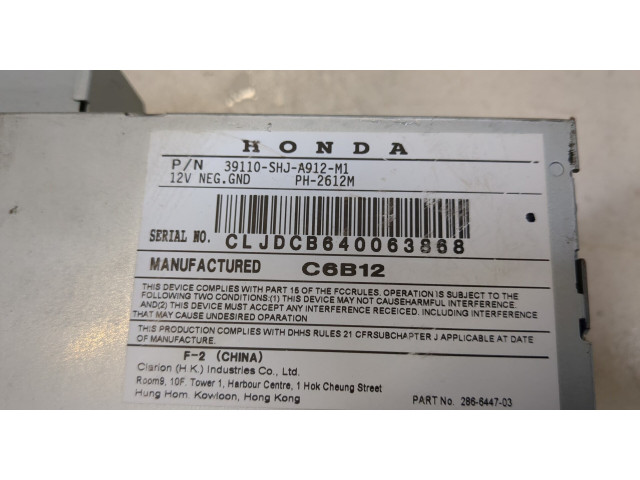 HONDA
P/N 39110-SHJ-A912-M1
12V NEG.GND PH-2612M
SERIAL NO. CLJDCB640063868
MANUFACTURED C6B12
THIS DEVICE COMPLIES WITH PART 15 OF THE FCCRULES. OPERATION IS SUBJECT TO THE
FOLLOWING TWO CONDITIONS:(1) THIS DEVICE MAY NOT CAUSEHARMFUL INTERFERENCE.
AND(2) THIS DEVICE MUST ACCEPT ANY INTERFERENCE RECEIVED. INCLUDING INTERFERENCE
THAT MAY CAUSE UNDESIRED OPARATION
THIS PRODUCTION COMPLIES WITH DHHS RULES 21 CFRSUBCHAPTER J APPLICABLE AT DATE
OF MANUFACTURE.
F-2 (CHINA)
Clarion (H.K.) Industries Co., Ltd.
Room9, 10F. Tower 1, Harbour Centre, 1 Hok Cheung Street
Hung Hom. Kowloon, Hong Kong
PART No. 286-6447-03